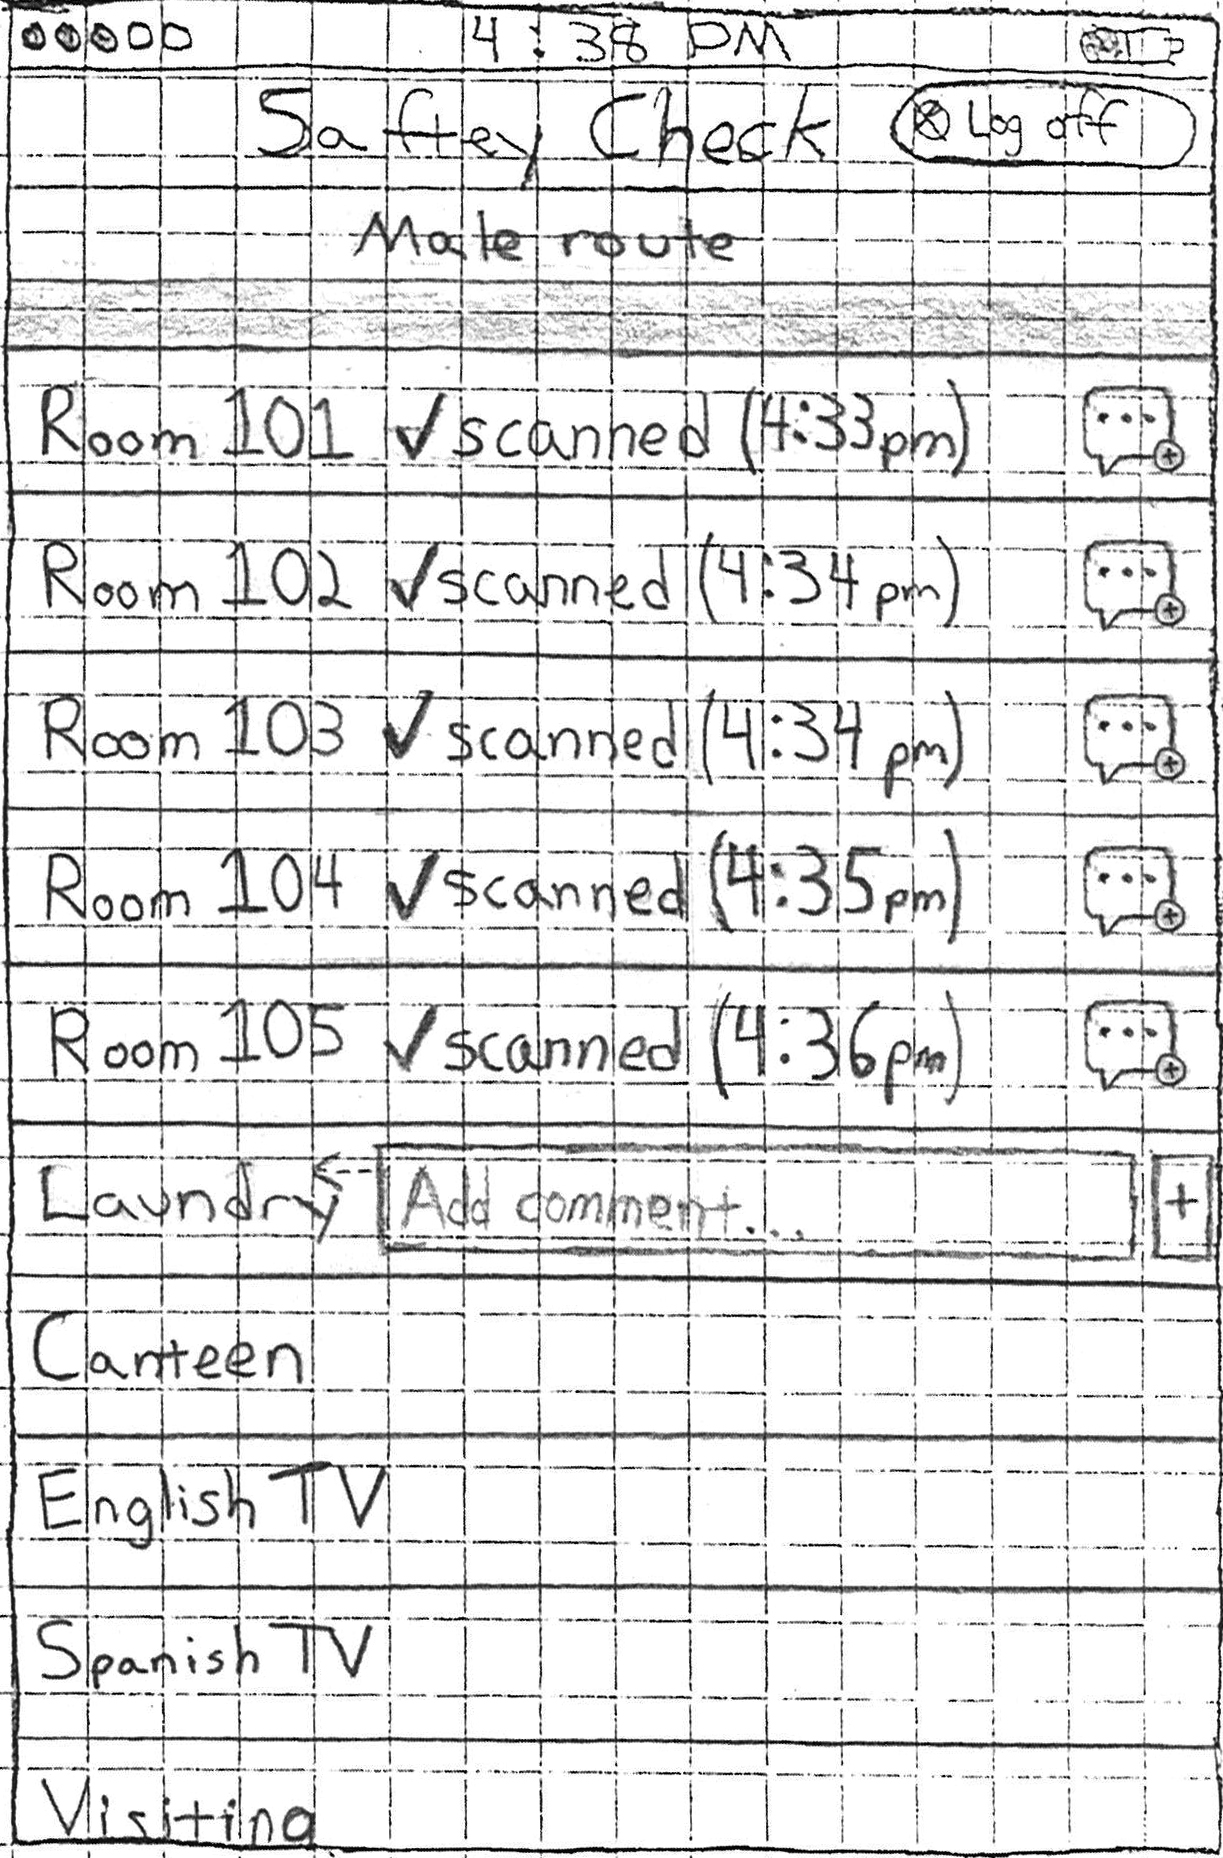 4:38 PM
Saftey Check
Log off
Male route
Room 101 ✓scanned (4:33pm)
Room 102 ✓scanned (4:34pm)
Room 103 ✓scanned (4:34pm)
Room 104 ✓scanned (4:35pm)
Room 105 ✓scanned (4:36pm)
Laundry Add comment... +
Canteen
English TV
Spanish TV
Visiting